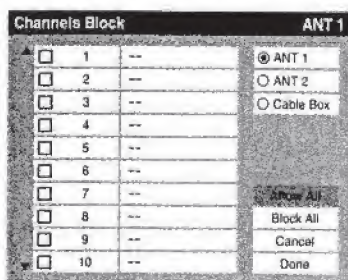 Channels Block ANT 1
1 --
2 --
3 --
4 --
5 --
6 --
7 --
8 --
9 --
10 --
ANT 1
ANT 2
Cable Box
Allow All
Block All
Cancel
Done